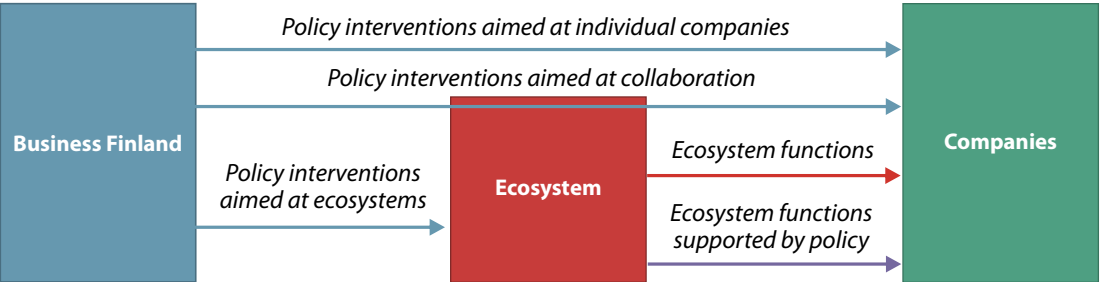 Policy interventions aimed at individual companies
Policy interventions aimed at collaboration
Business Finland
Policy interventions
aimed at ecosystems
Ecosystem
Ecosystem functions
Ecosystem functions
supported by policy
Companies